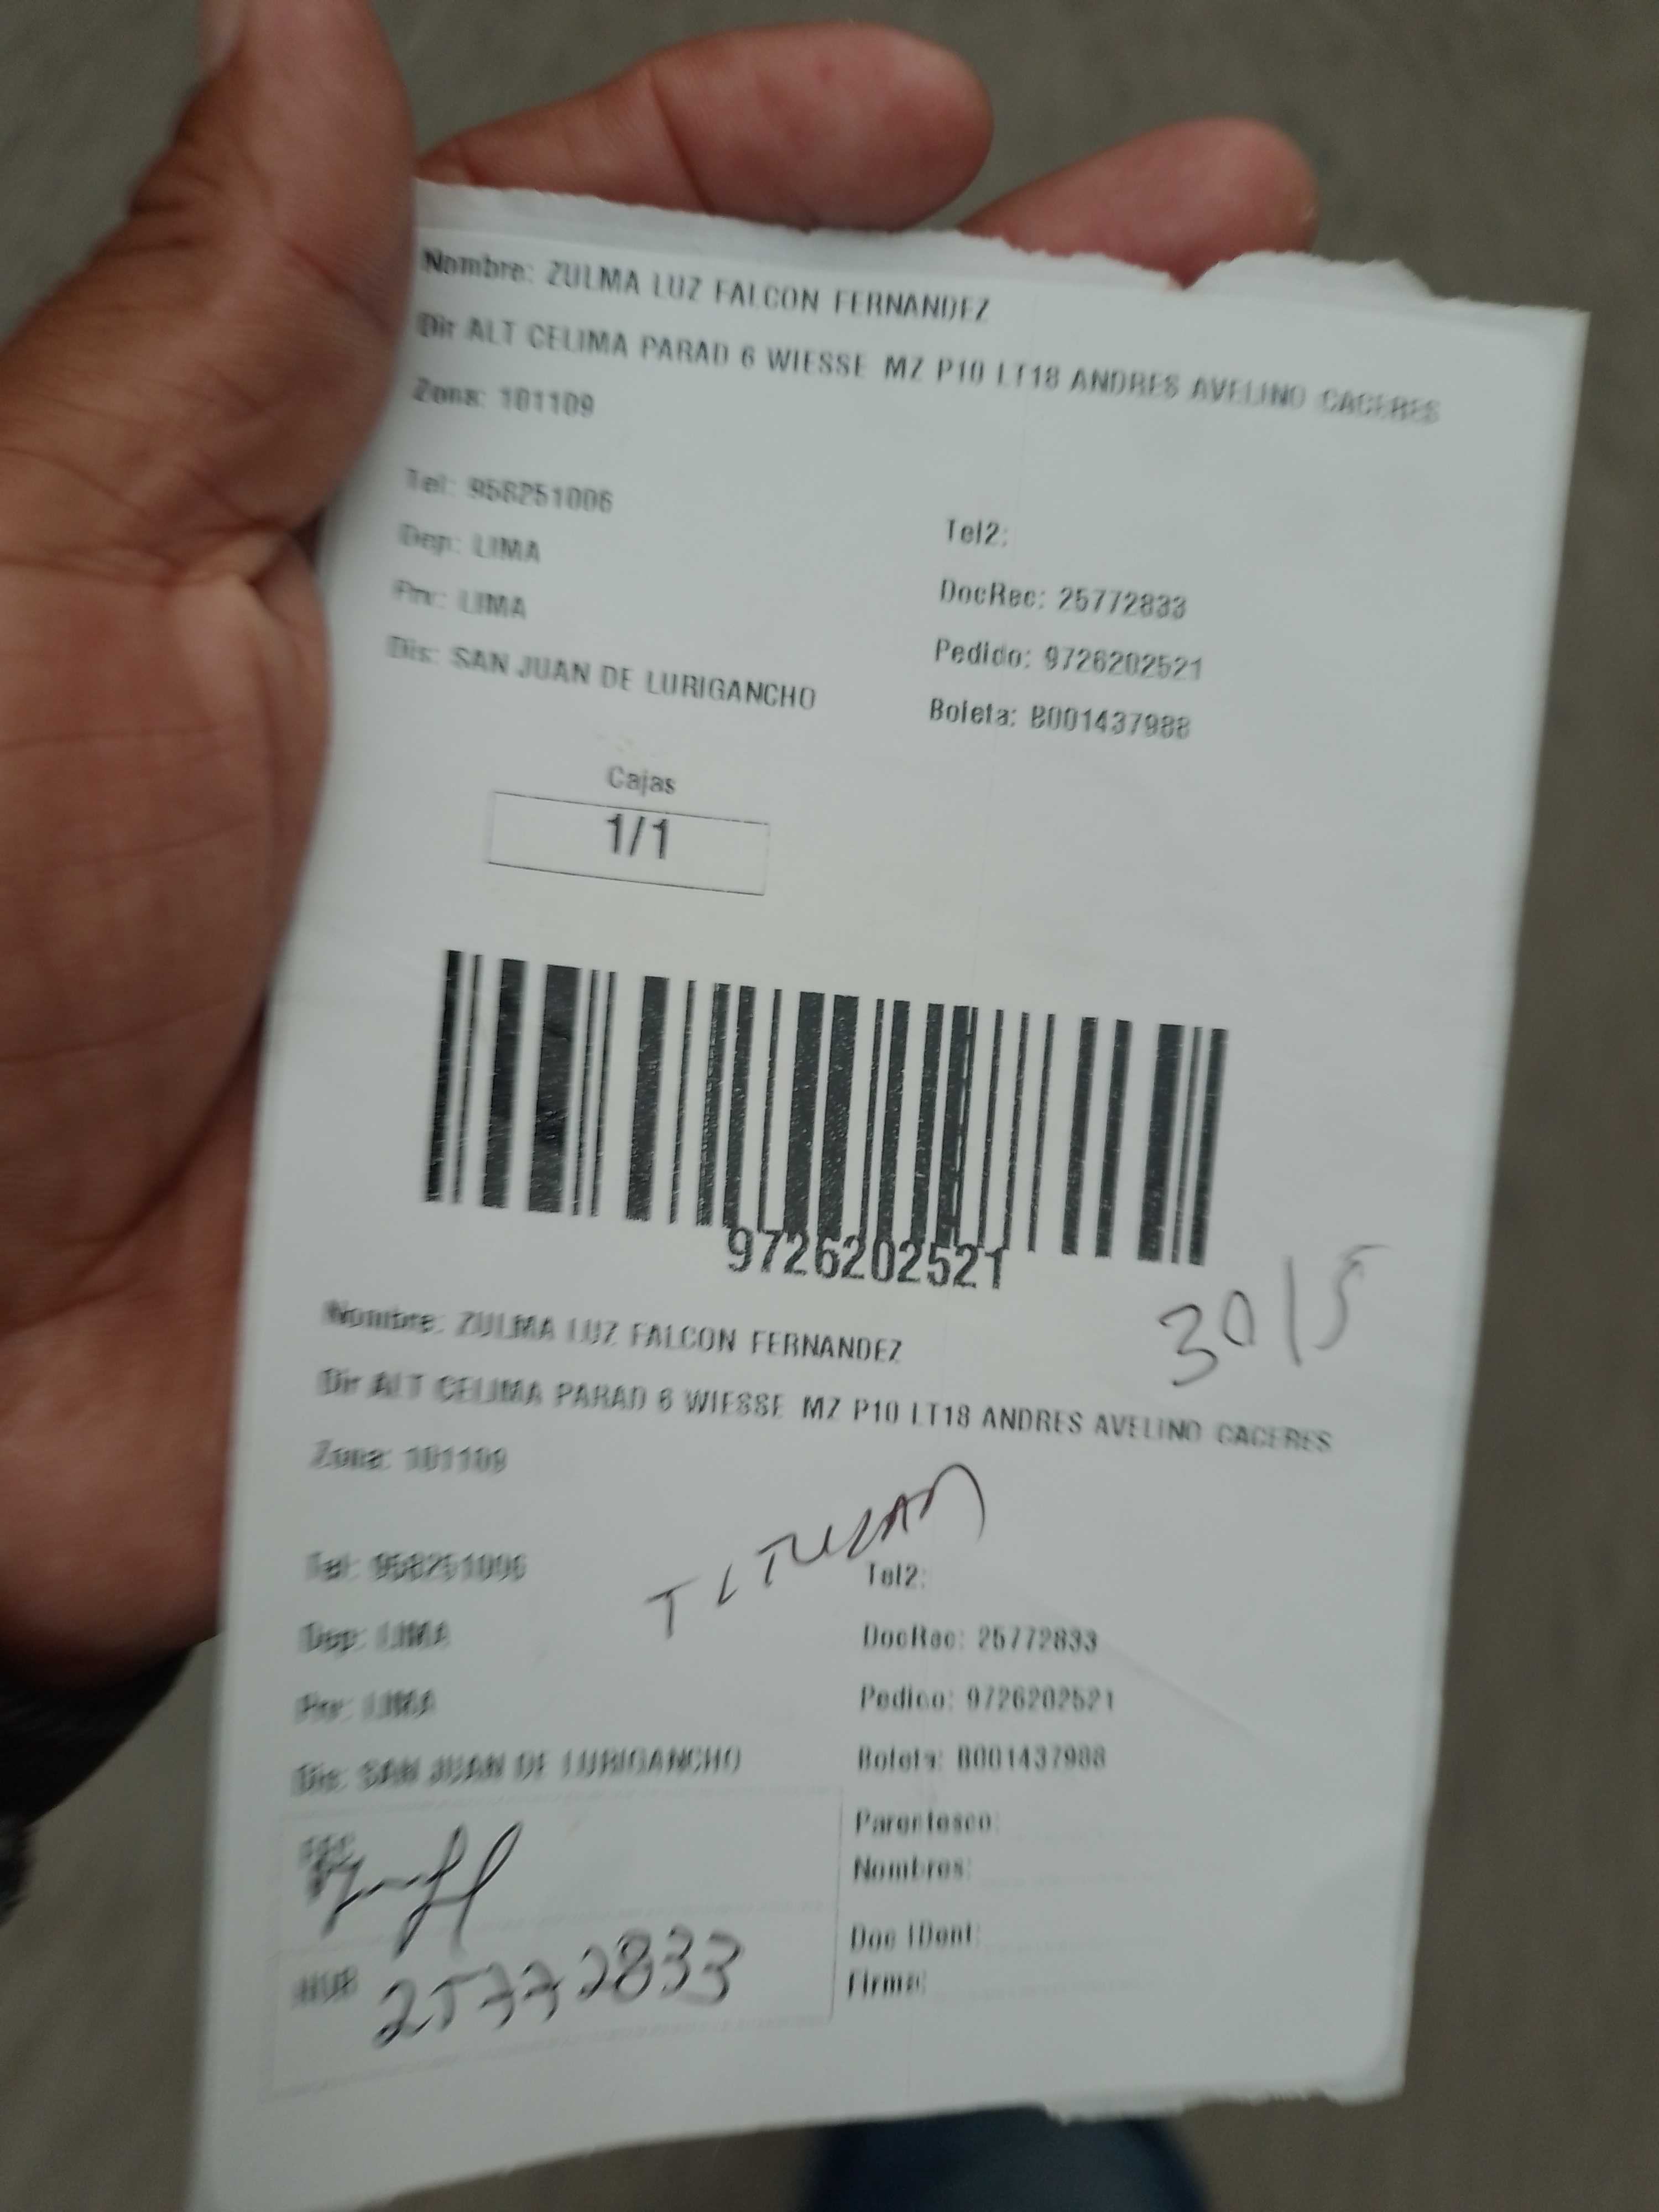 Nombre: ZULMA LUZ FALCON FERNANDEZ
Dir ALT CELIMA PARAD 6 WIESSE MZ P10 LT18 ANDRES AVELINO CACERES
Zona: 101109
Tel: 958251006
Tel2:
Dep: LIMA
DocRec: 25772833
Prv: LIMA
Pedido: 9726202521
Dis: SAN JUAN DE LURIGANCHO
Boleta: B001437988
Cajas
1/1
9726202521
3015
Nombre: ZULMA LUZ FALCON FERNANDEZ
Dir ALT CELIMA PARAD 6 WIESSE MZ P10 LT18 ANDRES AVELINO CACERES
Zona: 101109
TITULAR
Tel: 958251006
Tel2:
Dep: LIMA
DocRec: 25772833
Prv: LIMA
Pedido: 9726202521
Dis: SAN JUAN DE LURIGANCHO
Boleta: B001437988
Parentesco:
Nombres:
Doc IDent:
HUB 25772833
Firma: